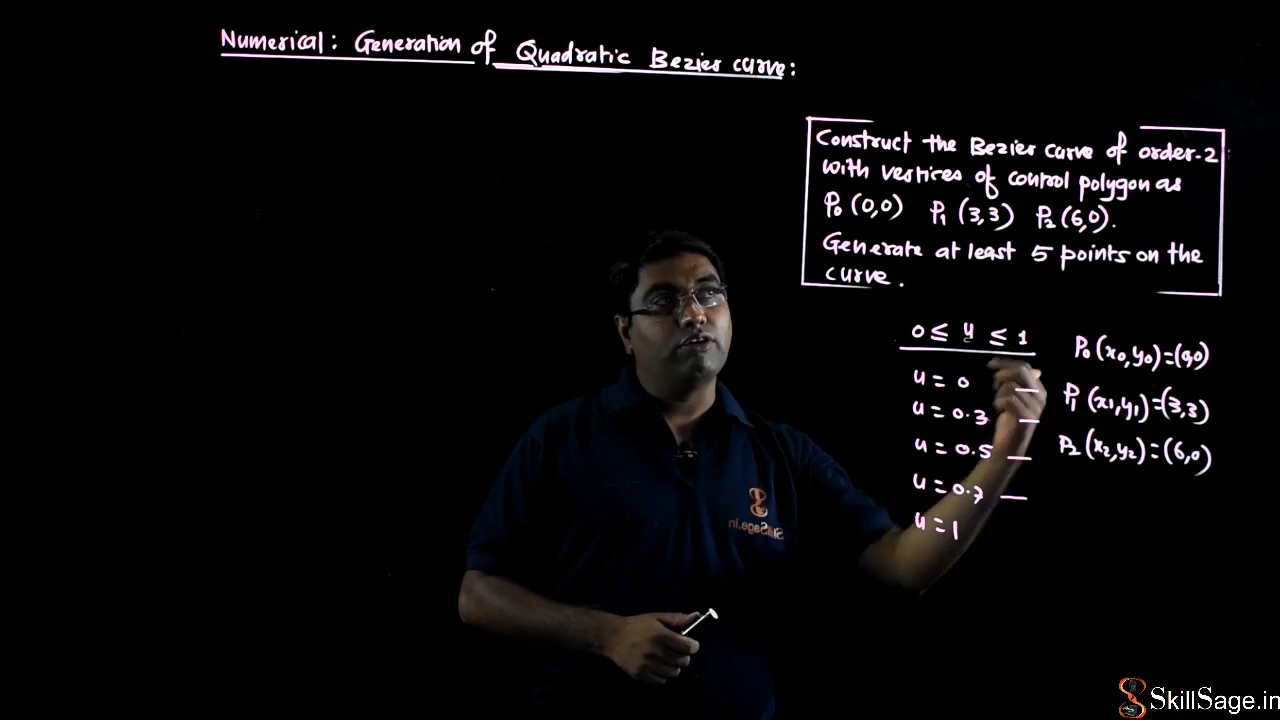 Numerical: Generation of Quadratic Bezier curve:
Construct the Bezier curve of order-2
with vertices of control polygon as
P0 (0,0) P1 (3,3) P2 (6,0).
Generate at least 5 points on the
curve.
0 ≤ u ≤ 1
u = 0 —
u = 0.3 —
u = 0.5 —
u = 0.7 —
u = 1
P0 (x0, y0) = (0,0)
P1 (x1, y1) = (3,3)
P2 (x2, y2) = (6,0)
SkillSage.in
SkillSage.in